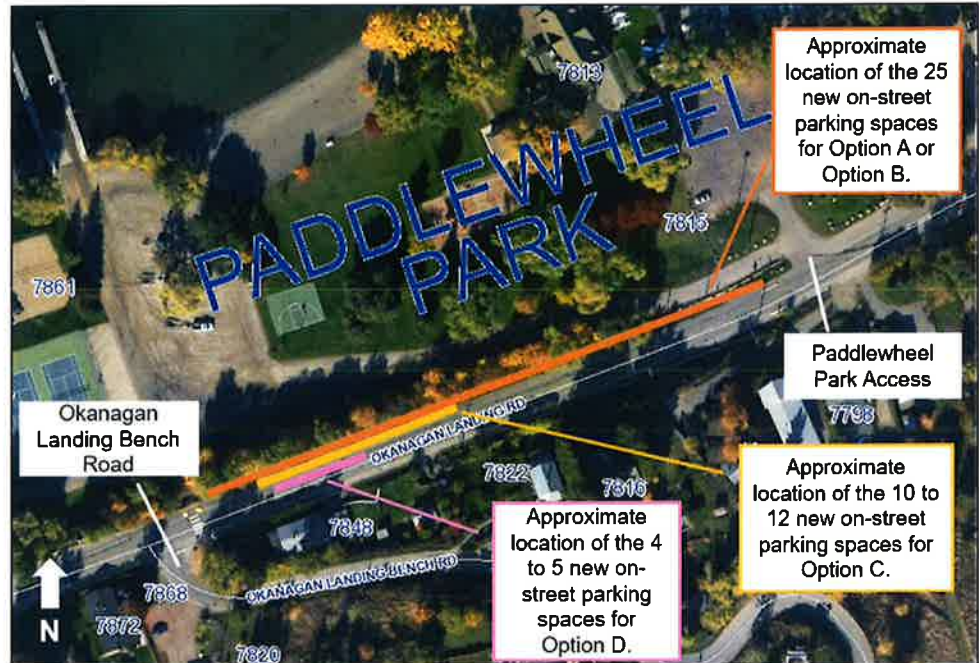 Approximate
location of the 25
new on-street
parking spaces
for Option A or
Option B.
7813
PADDLEWHEEL
PARK
7815
7861
Paddlewheel
Park Access
7798
Okanagan
Landing Bench
Road
OKANAGAN LANDING RD
7822
7816
7848
Approximate
location of the 10 to
12 new on-street
parking spaces for
Option C.
Approximate
location of the 4
to 5 new on-
street parking
spaces for
Option D.
OKANAGAN LANDING BENCH RD
7868
7872
7820
N